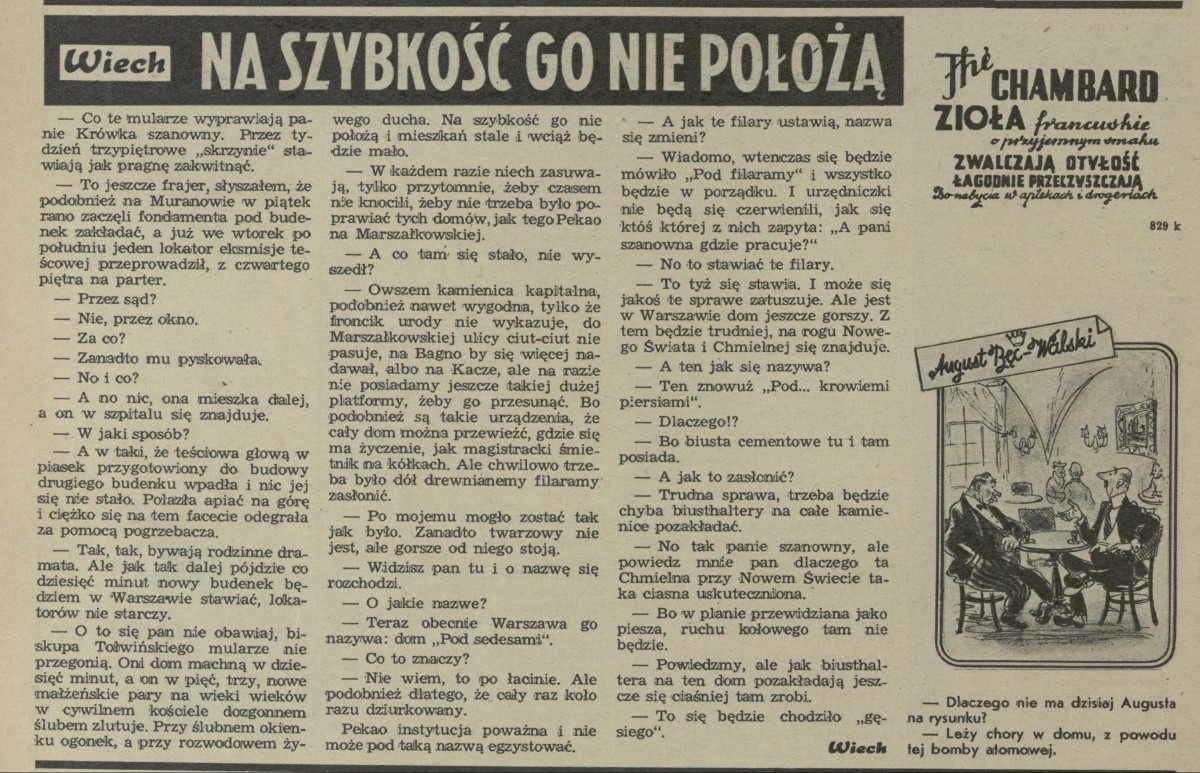 Wiech NA SZYBKOŚĆ GO NIE POŁOŻĄ
— Co te mularze wyprawiają pa-
nie Krówka szanowny. Przez ty-
dzień trzypiętrowe „skrzynie" sta-
wiają jak pragnę zakwitnąć.
— To jeszcze frajer, słyszałem, że
podobnież na Muranowie w piątek
rano zaczęli fondamenta pod bude-
nek zakładać, a już we wtorek po
południu jeden lokator eksmisje te-
ścowej przeprowadził, z czwartego
piętra na parter.
— Przez sąd?
— Nie, przez okno.
— Za co?
— Zanadto mu pyskowała.
— No i co?
— A no nic, ona mieszka dalej,
a on w szpitalu się znajduje.
— W jaki sposób?
— A w taki, że teściowa głową w
piasek przygotowiony do budowy
drugiego budenku wpadła i nic jej
się nie stało. Polazła apiać na górę
i ciężko się na tem facecie odegrała
za pomocą pogrzebacza.
— Tak, tak, bywają rodzinne dra-
mata. Ale jak tak dalej pójdzie co
dziesięć minut nowy budenek bę-
dziem w Warszawie stawiać, loka-
torów nie starczy.
— O to się pan nie obawiaj, bi-
skupa Tołwińskiego mularze nie
przegonią. Oni dom machną w dzie-
sięć minut, a on w pięć, trzy, nowe
małżeńskie pary na wieki wieków
w cywilnem kościele dozgonnem
ślubem zlutuje. Przy ślubnem okien-
ku ogonek, a przy rozwodowem ży-
wego ducha. Na szybkość go nie
położą i mieszkań stale i wciąż bę-
dzie mało.
— W każdem razie niech zasuwa-
ją, tylko przytomnie, żeby czasem
nie knocili, żeby nie trzeba było po-
prawiać tych domów, jak tego Pekao
na Marszałkowskiej.
— A co tam się stało, nie wy-
szedł?
— Owszem kamienica kapitalna,
podobnież nawet wygodna, tylko że
froncik urody nie wykazuje, do
Marszałkowskiej ulicy ciut-ciut nie
pasuje, na Bagno by się więcej na-
dawał, albo na Kacze, ale na razie
nie posiadamy jeszcze takiej dużej
platformy, żeby go przesunąć. Bo
podobnież są takie urządzenia, że
cały dom można przewieźć, gdzie się
ma życzenie, jak magistracki śmie-
tnik na kółkach. Ale chwilowo trze-
ba było dół drewnianemy filaramy
zasłonić.
— Po mojemu mogło zostać tak
jak było. Zanadto twarzowy nie
jest, ale gorsze od niego stoją.
— Widzisz pan tu i o nazwę się
rozchodzi.
— O jakie nazwe?
— Teraz obecnie Warszawa go
nazywa: dom „Pod sedesami".
— Co to znaczy?
— Nie wiem, to po łacinie. Ale
podobnież dlatego, że cały raz koło
razu dziurkowany.
Pekao instytucja poważna i nie
może pod taką nazwą egzystować.
— A jak te filary ustawią, nazwa
się zmieni?
— Wiadomo, wtenczas się będzie
mówiło „Pod filaramy" i wszystko
będzie w porządku. I urzędniczki
nie będą się czerwienili, jak się
któś której z nich zapyta: „A pani
szanowna gdzie pracuje?"
— No to stawiać te filary.
— To tyż się stawia. I może się
jakoś te sprawe zatuszuje. Ale jest
w Warszawie dom jeszcze gorszy. Z
tem będzie trudniej, na rogu Nowe-
go Świata i Chmielnej się znajduje.
— A ten jak się nazywa?
— Ten znowuż „Pod... krowiemi
piersiami".
— Dlaczego!?
— Bo biusta cementowe tu i tam
posiada.
— A jak to zasłonić?
— Trudna sprawa, trzeba będzie
chyba biusthaltery na całe kamie-
nice pozakładać.
— No tak panie szanowny, ale
powiedz mnie pan dlaczego ta
Chmielna przy Nowem Świecie ta-
ka ciasna uskuteczniona.
— Bo w planie przewidziana jako
piesza, ruchu kołowego tam nie
będzie.
— Powiedzmy, ale jak biusthal-
tera na ten dom pozakładają jesz-
cze się ciaśniej tam zrobi.
— To się będzie chodziło „gę-
siego".
Wiech
Thé
CHAMBARD
ZIOŁA francuskie
o przyjemnym smaku
ZWALCZAJĄ OTYŁOŚĆ
ŁAGODNIE PRZECZYSZCZAJĄ
Do nabycia w aptekach i drogeriach
829 k
August Bęc-Walski
— Dlaczego nie ma dzisiaj Augusta
na rysunku?
— Leży chory w domu, z powodu
tej bomby atomowej.